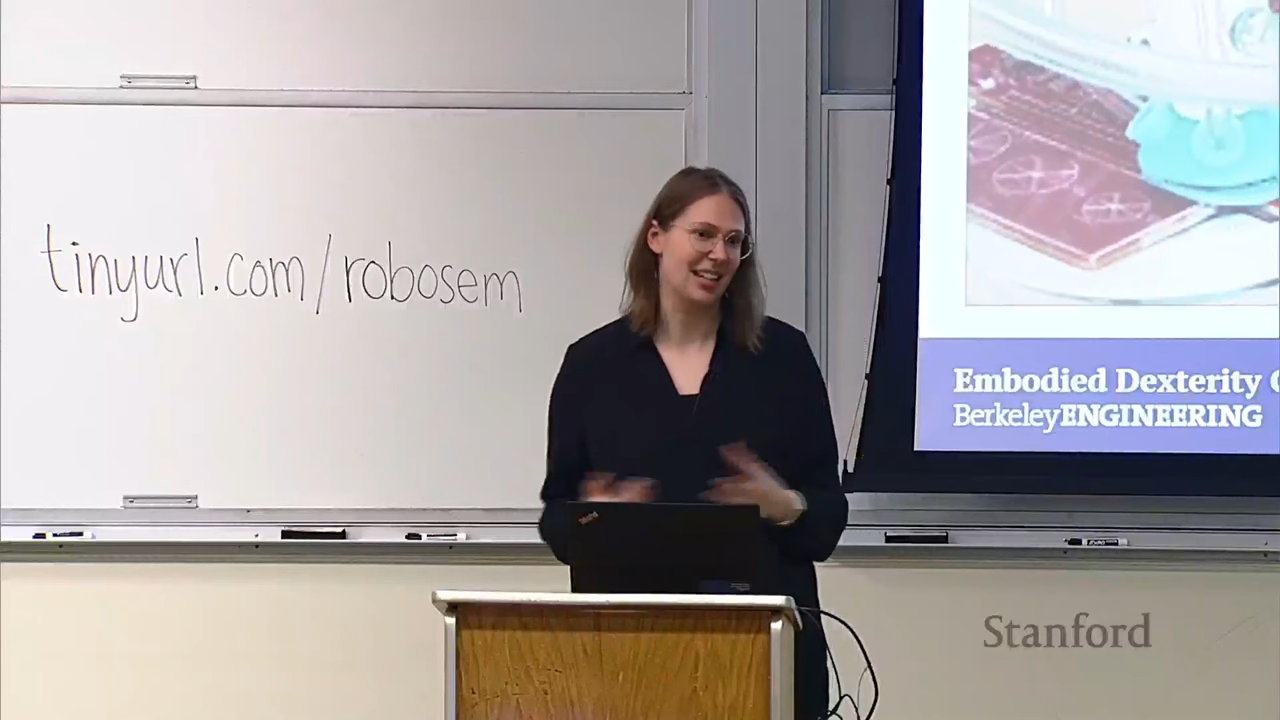 tinyurl.com/robosem
Embodied Dexterity
BerkeleyENGINEERING
Stanford